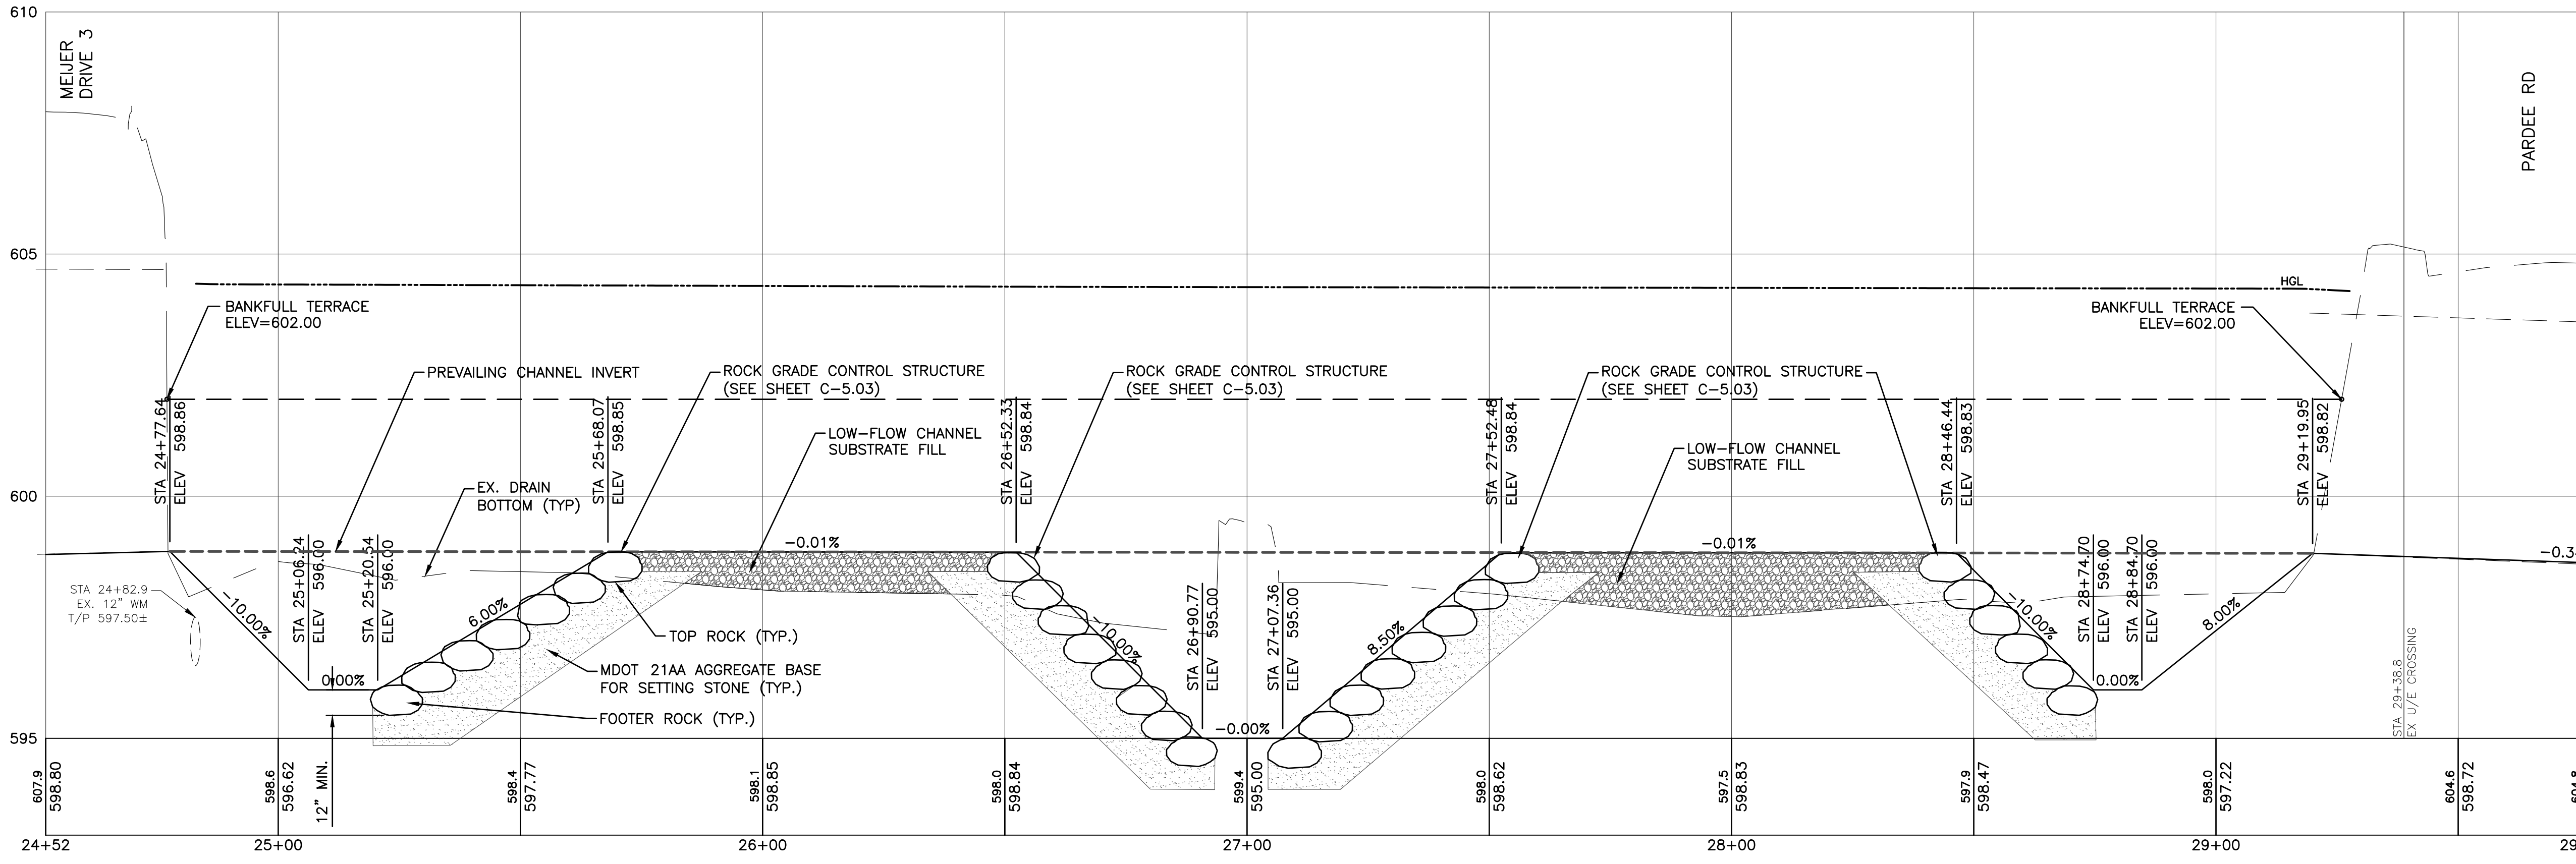 610
MEIJER
DRIVE 3
PARDEE RD
605
HGL
BANKFULL TERRACE
ELEV=602.00
BANKFULL TERRACE
ELEV=602.00
PREVAILING CHANNEL INVERT
ROCK GRADE CONTROL STRUCTURE
(SEE SHEET C-5.03)
ROCK GRADE CONTROL STRUCTURE
(SEE SHEET C-5.03)
ROCK GRADE CONTROL STRUCTURE
(SEE SHEET C-5.03)
STA 24+77.64
ELEV 598.86
STA 25+68.07
ELEV 598.85
STA 26+52.33
ELEV 598.84
STA 27+52.48
ELEV 598.84
STA 28+46.44
ELEV 598.83
STA 29+19.95
ELEV 598.82
LOW-FLOW CHANNEL
SUBSTRATE FILL
LOW-FLOW CHANNEL
SUBSTRATE FILL
EX. DRAIN
BOTTOM (TYP)
600
-0.01%
-0.01%
-0.3
STA 25+06.24
ELEV 596.00
STA 25+20.54
ELEV 596.00
STA 26+90.77
ELEV 595.00
STA 27+07.36
ELEV 595.00
STA 28+74.70
ELEV 596.00
STA 28+84.70
ELEV 596.00
STA 24+82.9
EX. 12" WM
T/P 597.50±
-10.00%
6.00%
-10.00%
8.50%
-10.00%
8.00%
TOP ROCK (TYP.)
MDOT 21AA AGGREGATE BASE
FOR SETTING STONE (TYP.)
FOOTER ROCK (TYP.)
0.00%
-0.00%
0.00%
STA 29+38.8
EX U/E CROSSING
595
12" MIN.
607.9
598.80
598.6
596.62
598.4
597.77
598.1
598.85
598.0
598.84
599.4
595.00
598.0
598.62
597.5
598.83
597.9
598.47
598.0
597.22
604.6
598.72
604.8
24+52
25+00
26+00
27+00
28+00
29+00
29